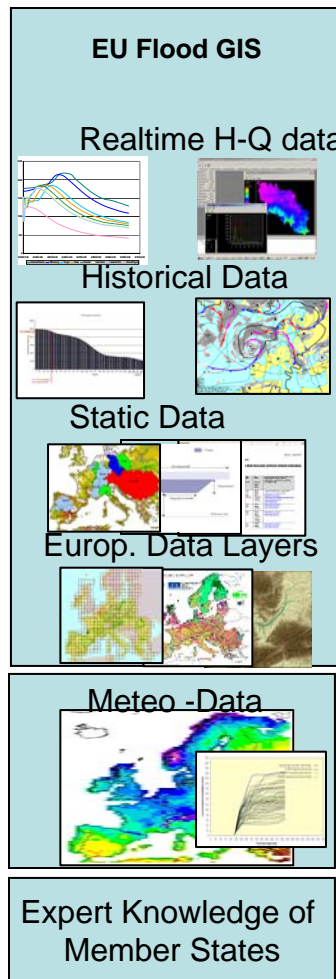 EU Flood GIS
Realtime H-Q data
Historical Data
Static Data
Europ. Data Layers
Meteo -Data
Expert Knowledge of
Member States